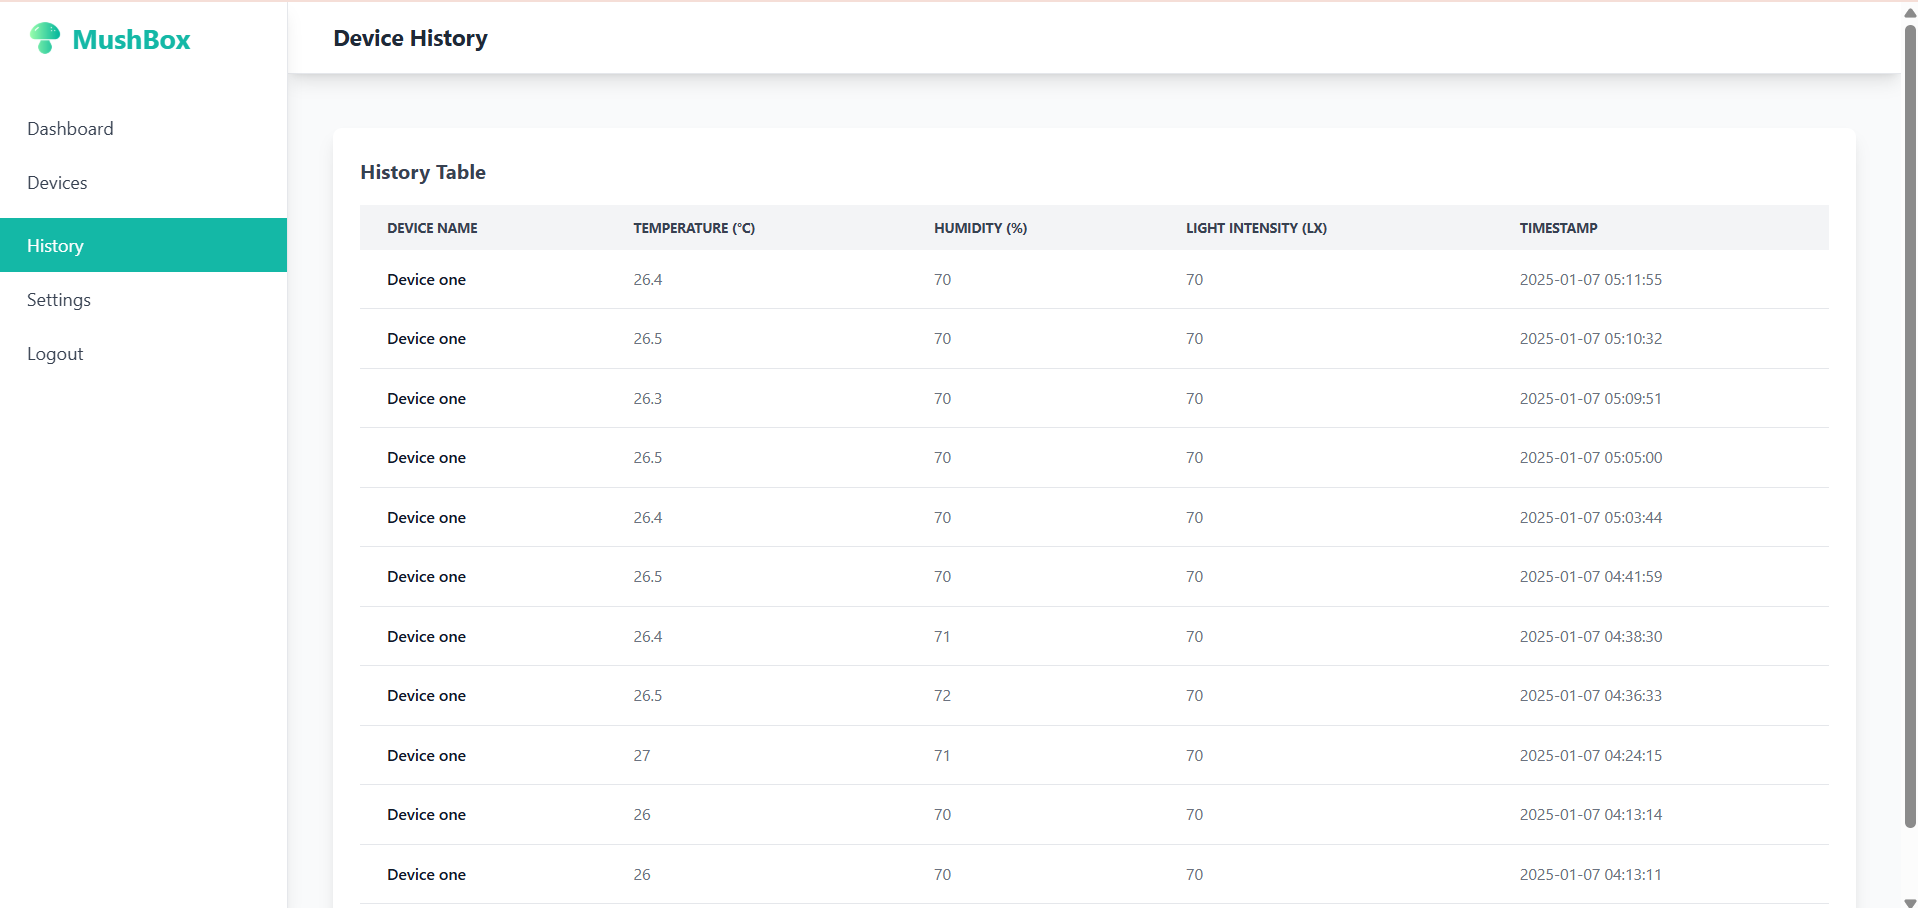 MushBox
Dashboard
Devices
History
Settings
Logout
Device History
History Table
DEVICE NAME TEMPERATURE (°C) HUMIDITY (%) LIGHT INTENSITY (LX) TIMESTAMP
Device one 26.4 70 70 2025-01-07 05:11:55
Device one 26.5 70 70 2025-01-07 05:10:32
Device one 26.3 70 70 2025-01-07 05:09:51
Device one 26.5 70 70 2025-01-07 05:05:00
Device one 26.4 70 70 2025-01-07 05:03:44
Device one 26.5 70 70 2025-01-07 04:41:59
Device one 26.4 71 70 2025-01-07 04:38:30
Device one 26.5 72 70 2025-01-07 04:36:33
Device one 27 71 70 2025-01-07 04:24:15
Device one 26 70 70 2025-01-07 04:13:14
Device one 26 70 70 2025-01-07 04:13:11